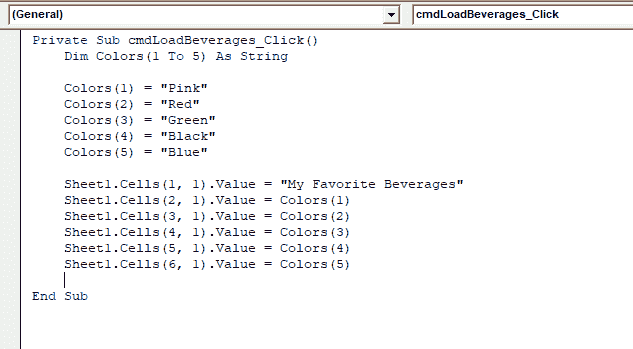 (General) cmdLoadBeverages_Click
Private Sub cmdLoadBeverages_Click()
    Dim Colors(1 To 5) As String

    Colors(1) = "Pink"
    Colors(2) = "Red"
    Colors(3) = "Green"
    Colors(4) = "Black"
    Colors(5) = "Blue"

    Sheet1.Cells(1, 1).Value = "My Favorite Beverages"
    Sheet1.Cells(2, 1).Value = Colors(1)
    Sheet1.Cells(3, 1).Value = Colors(2)
    Sheet1.Cells(4, 1).Value = Colors(3)
    Sheet1.Cells(5, 1).Value = Colors(4)
    Sheet1.Cells(6, 1).Value = Colors(5)

End Sub